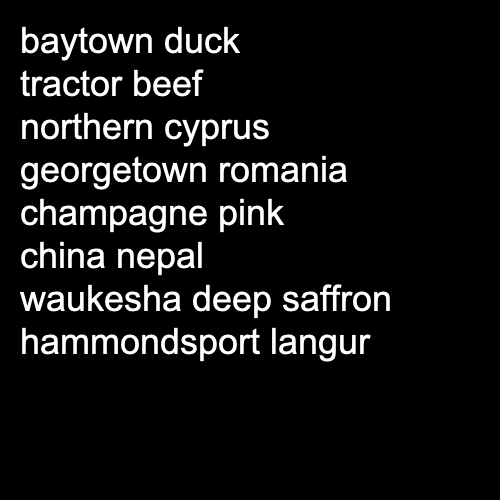 baytown duck
tractor beef
northern cyprus
georgetown romania
champagne pink
china nepal
waukesha deep saffron
hammondsport langur